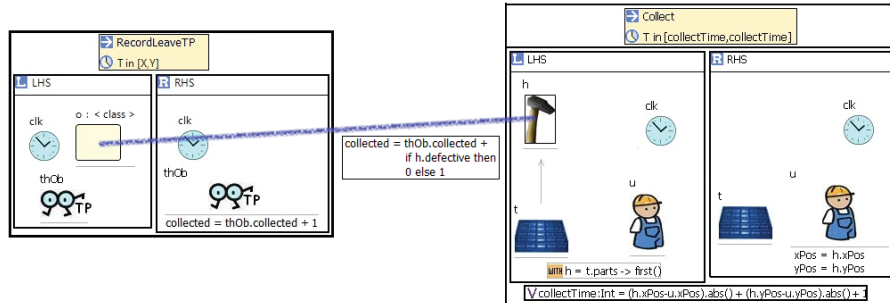 RecordLeaveTP
T in [X,Y]
L LHS
R RHS
clk
o : < class >
clk
thOb
thOb
TP
TP
collected = thOb.collected + 1
collected = thOb.collected +
if h.defective then
0 else 1
Collect
T in [collectTime,collectTime]
L LHS
R RHS
h
clk
clk
u
u
t
t
WITH h = t.parts -> first()
xPos = h.xPos
yPos = h.yPos
V collectTime:Int = (h.xPos-u.xPos).abs() + (h.yPos-u.yPos).abs()+ 1